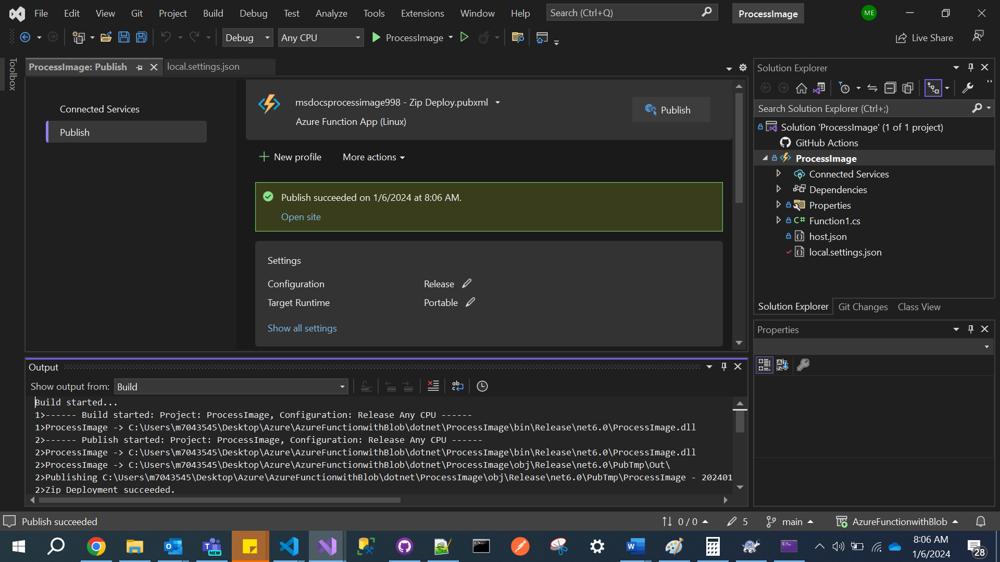 File Edit View Git Project Build Debug Test Analyze Tools Extensions Window Help Search (Ctrl+Q) ProcessImage ME
Debug Any CPU ProcessImage Live Share
Toolbox
ProcessImage: Publish local.settings.json
Connected Services
Publish
msdocsprocessimage998 - Zip Deploy.pubxml
Azure Function App (Linux)
Publish
New profile More actions
Publish succeeded on 1/6/2024 at 8:06 AM.
Open site
Settings
Configuration Release
Target Runtime Portable
Show all settings
Output
Show output from: Build
Build started...
1>------ Build started: Project: ProcessImage, Configuration: Release Any CPU ------
1>ProcessImage -> C:\Users\m7043545\Desktop\Azure\AzureFunctionwithBlob\dotnet\ProcessImage\bin\Release\net6.0\ProcessImage.dll
2>------ Publish started: Project: ProcessImage, Configuration: Release Any CPU ------
2>ProcessImage -> C:\Users\m7043545\Desktop\Azure\AzureFunctionwithBlob\dotnet\ProcessImage\bin\Release\net6.0\ProcessImage.dll
2>ProcessImage -> C:\Users\m7043545\Desktop\Azure\AzureFunctionwithBlob\dotnet\ProcessImage\obj\Release\net6.0\PubTmp\Out\
2>Publishing C:\Users\m7043545\Desktop\Azure\AzureFunctionwithBlob\dotnet\ProcessImage\obj\Release\net6.0\PubTmp\ProcessImage - 202401
2>Zip Deployment succeeded.
Solution Explorer
Search Solution Explorer (Ctrl+;)
Solution 'ProcessImage' (1 of 1 project)
GitHub Actions
ProcessImage
Connected Services
Dependencies
Properties
C# Function1.cs
host.json
local.settings.json
Solution Explorer Git Changes Class View
Properties
Publish succeeded 0 / 0 5 main AzureFunctionwithBlob
NEW
8:06 AM
1/6/2024
28